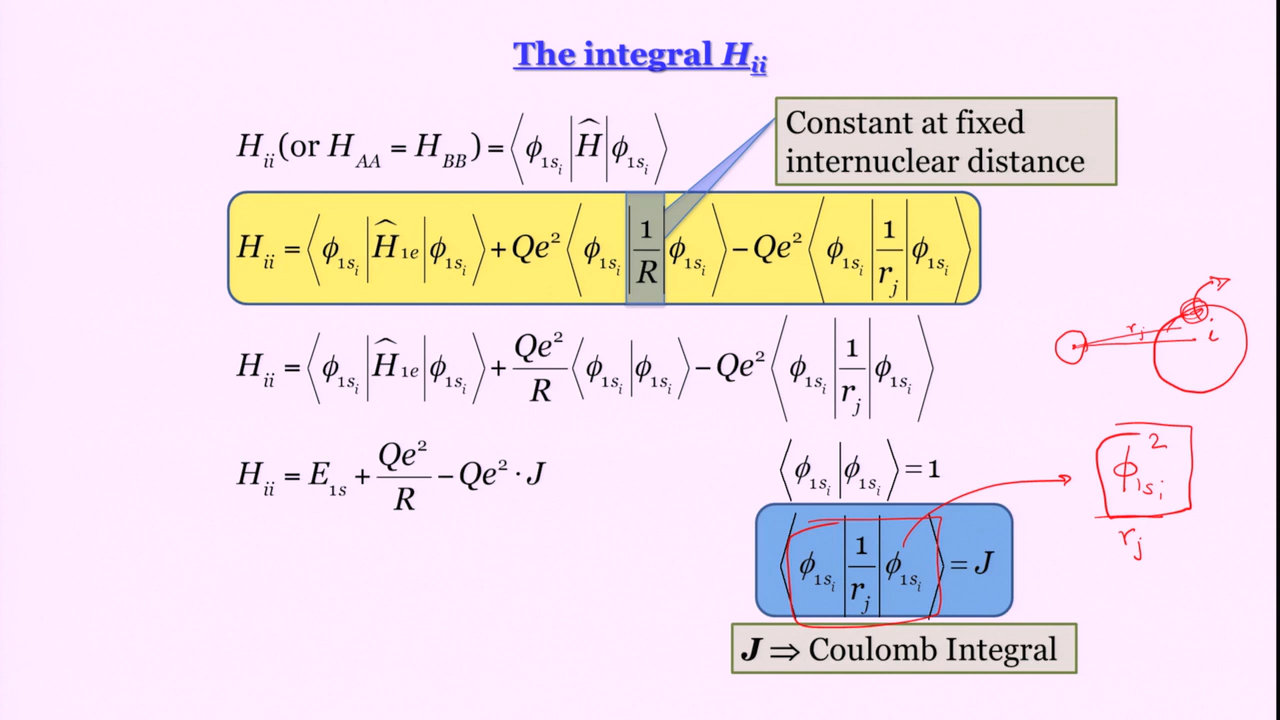 The integral H_ii
H_ii (or H_AA = H_BB) = ⟨ϕ_1s_i | Ĥ | ϕ_1s_i⟩
Constant at fixed
internuclear distance
H_ii = ⟨ϕ_1s_i | Ĥ_1e | ϕ_1s_i⟩ + Qe² ⟨ϕ_1s_i | 1/R | ϕ_1s_i⟩ − Qe² ⟨ϕ_1s_i | 1/r_j | ϕ_1s_i⟩
r_j i
H_ii = ⟨ϕ_1s_i | Ĥ_1e | ϕ_1s_i⟩ + Qe²/R ⟨ϕ_1s_i | ϕ_1s_i⟩ − Qe² ⟨ϕ_1s_i | 1/r_j | ϕ_1s_i⟩
H_ii = E_1s + Qe²/R − Qe² · J
⟨ϕ_1s_i | ϕ_1s_i⟩ = 1
ϕ²_1s_i
r_j
⟨ϕ_1s_i | 1/r_j | ϕ_1s_i⟩ = J
J ⇒ Coulomb Integral